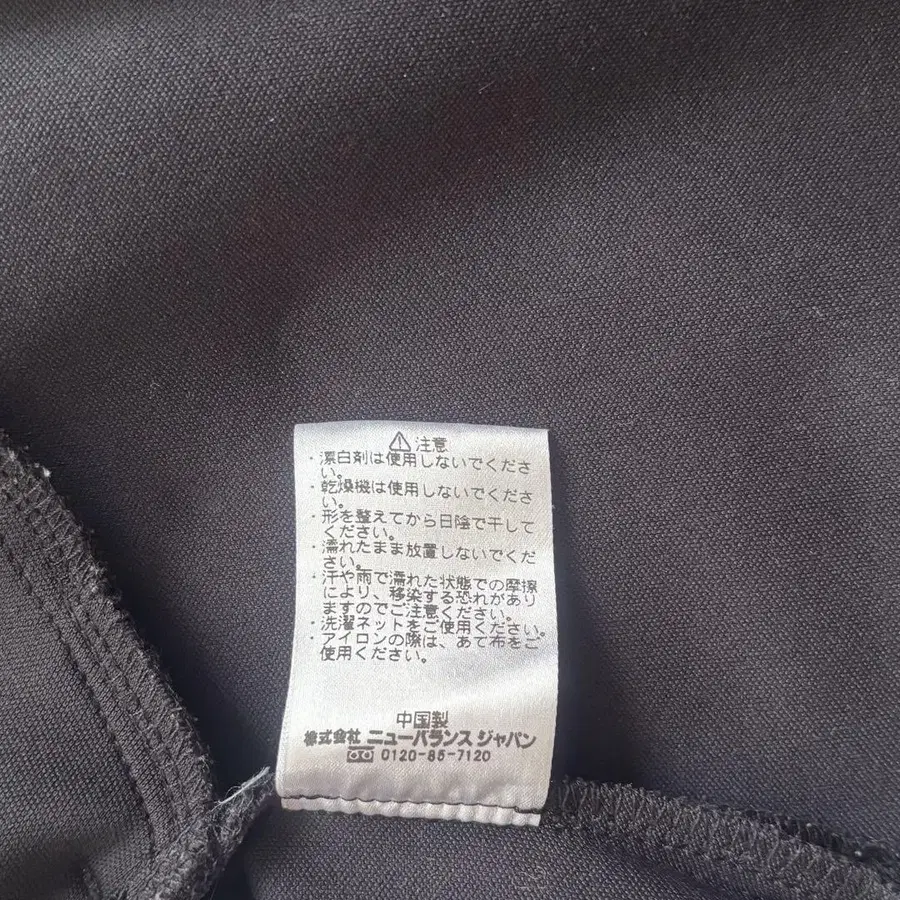 ⚠注意
・漂白剤は使用しないでくださ
い。
・乾燥機は使用しないでくださ
い。
・形を整えてから日陰で干して
ください。
・濡れたまま放置しないでくだ
さい。
・汗や雨で濡れた状態での摩擦
により、移染する恐れがあり
ますのでご注意ください。
・洗濯ネットをご使用ください。
・アイロンの際は、あて布をご
使用ください。
中国製
株式会社 ニューバランス ジャパン
0120-85-7120